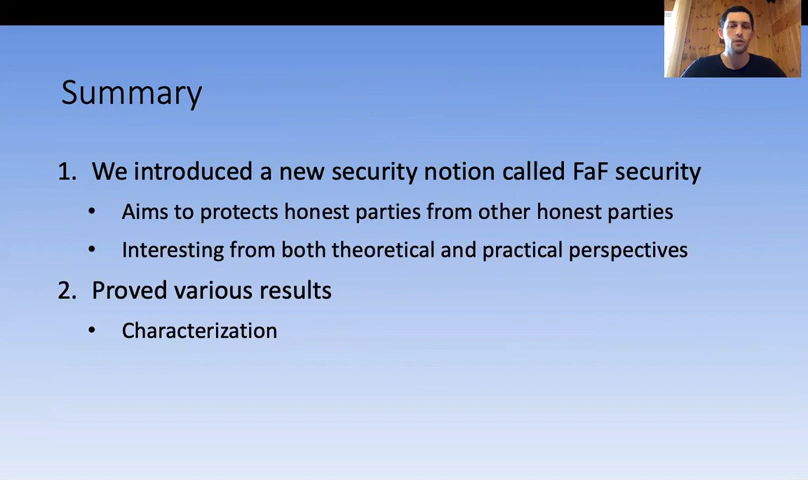 Summary
1. We introduced a new security notion called FaF security
• Aims to protects honest parties from other honest parties
• Interesting from both theoretical and practical perspectives
2. Proved various results
• Characterization